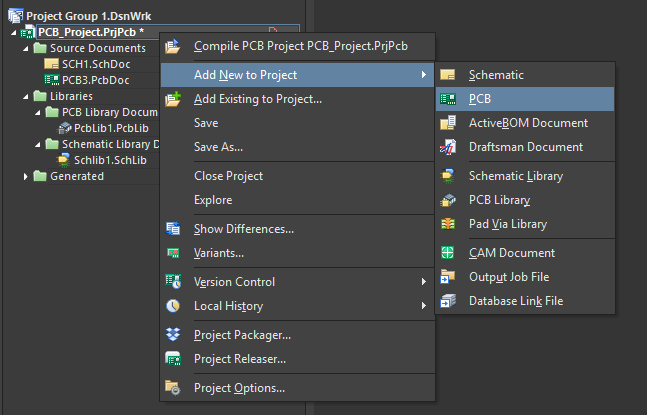 Project Group 1.DsnWrk
PCB_Project.PrjPcb *
Source Documents
SCH1.SchDoc
PCB3.PcbDoc
Libraries
PCB Library Docum
PcbLib1.PcbLib
Schematic Library D
Schlib1.SchLib
Generated
Compile PCB Project PCB_Project.PrjPcb
Add New to Project
Add Existing to Project...
Save
Save As...
Close Project
Explore
Show Differences...
Variants...
Version Control
Local History
Project Packager...
Project Releaser...
Project Options...
Schematic
PCB
ActiveBOM Document
Draftsman Document
Schematic Library
PCB Library
Pad Via Library
CAM Document
Output Job File
Database Link File